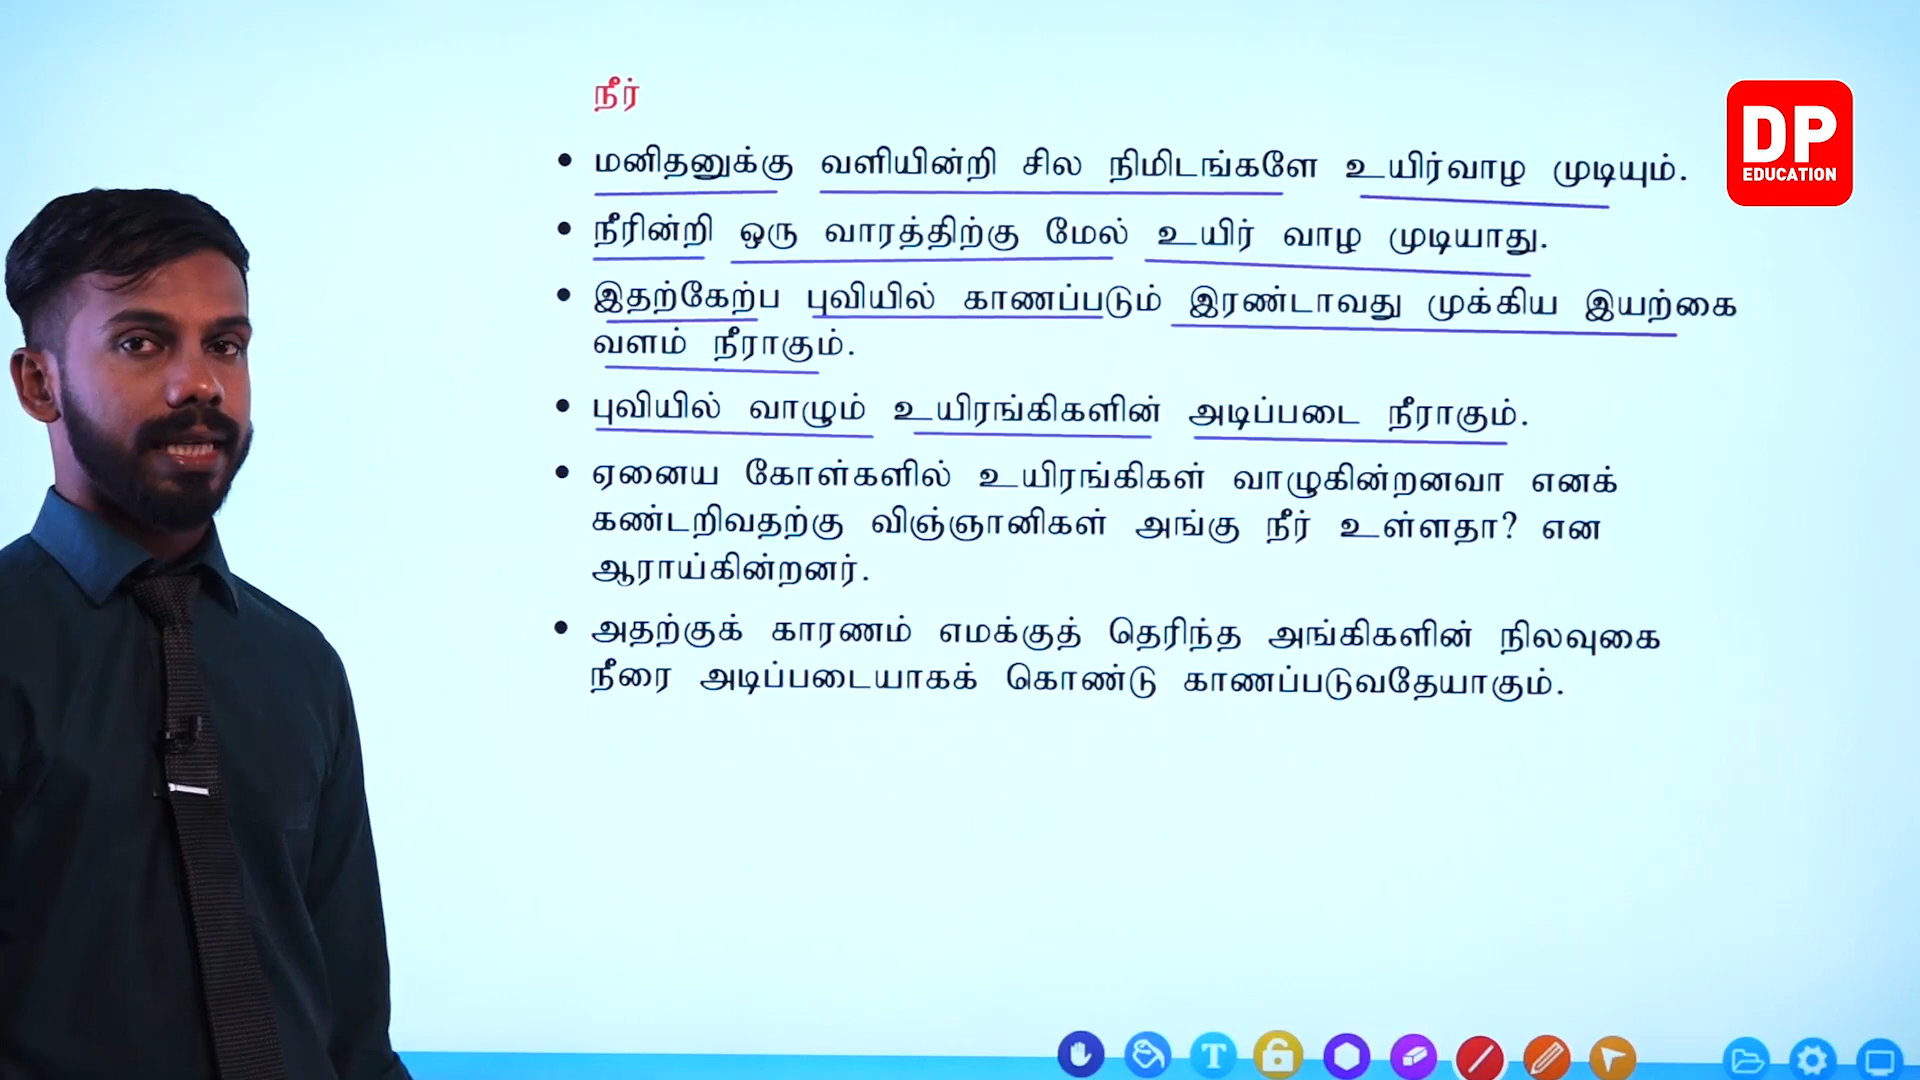 நீர்
• மனிதனுக்கு வளியின்றி சில நிமிடங்களே உயிர்வாழ முடியும்.
• நீரின்றி ஒரு வாரத்திற்கு மேல் உயிர் வாழ முடியாது.
• இதற்கேற்ப புவியில் காணப்படும் இரண்டாவது முக்கிய இயற்கை
வளம் நீராகும்.
• புவியில் வாழும் உயிரங்கிகளின் அடிப்படை நீராகும்.
• ஏனைய கோள்களில் உயிரங்கிகள் வாழுகின்றனவா எனக்
கண்டறிவதற்கு விஞ்ஞானிகள் அங்கு நீர் உள்ளதா? என
ஆராய்கின்றனர்.
• அதற்குக் காரணம் எமக்குத் தெரிந்த அங்கிகளின் நிலவுகை
நீரை அடிப்படையாகக் கொண்டு காணப்படுவதேயாகும்.
DP
EDUCATION
T